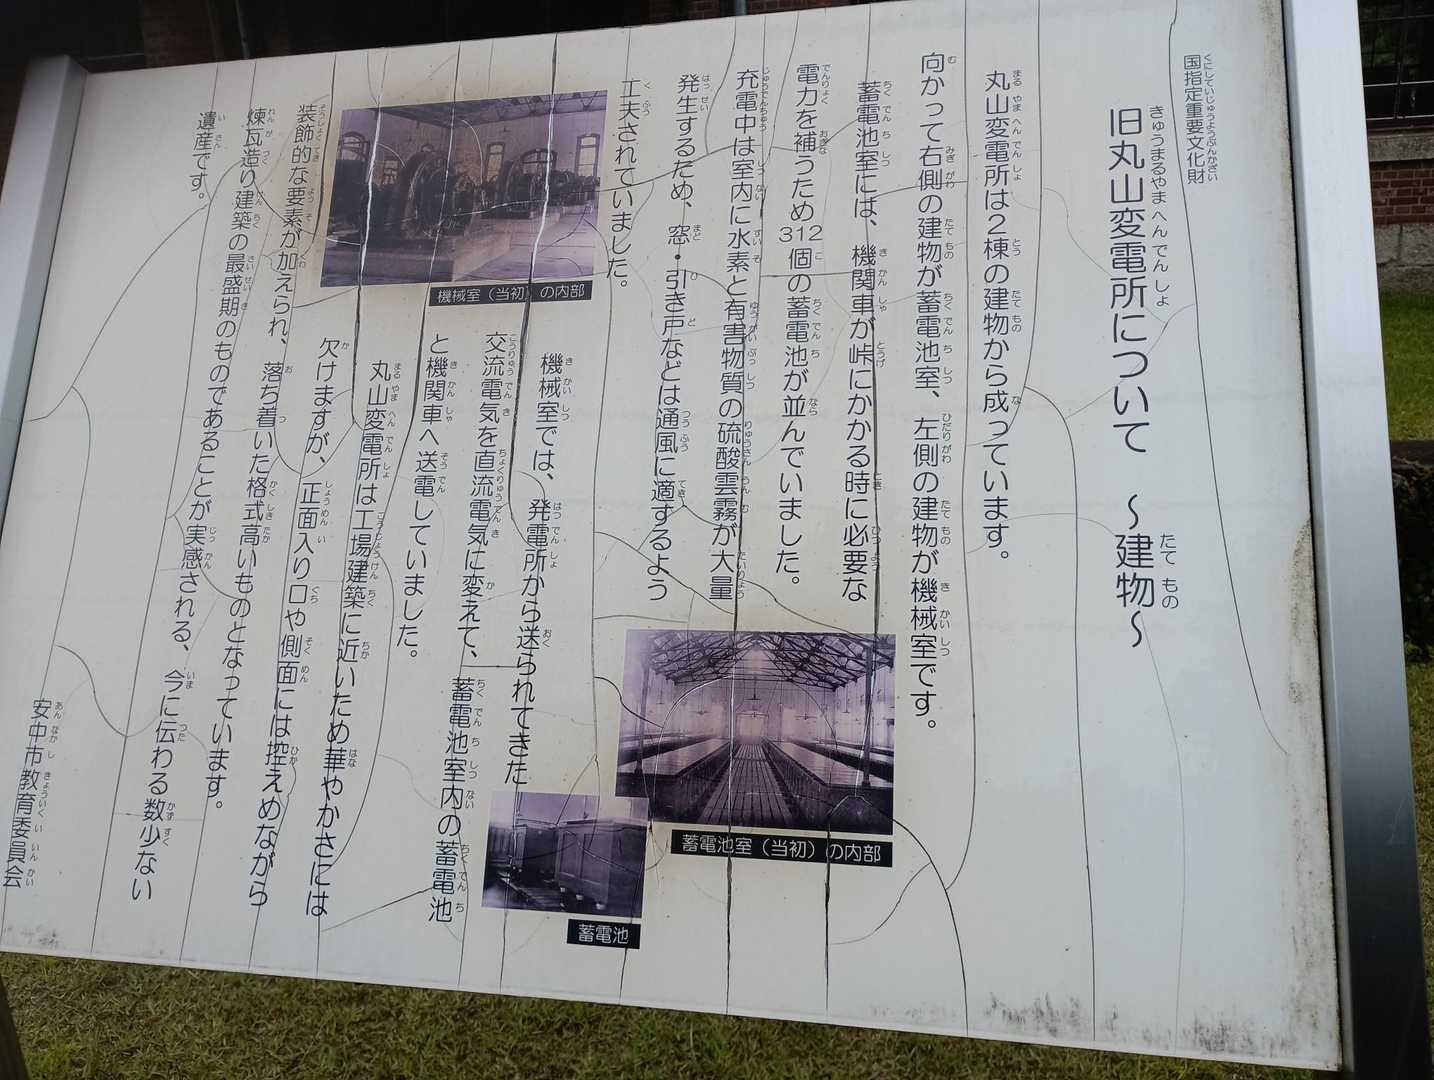 国指定重要文化財
旧丸山変電所について　～建物～
丸山変電所は２棟の建物から成っています。
向かって右側の建物が蓄電池室、左側の建物が機械室です。
蓄電池室には、機関車が峠にかかる時に必要な
電力を補うため312個の蓄電池が並んでいました。
充電中は室内に水素と有害物質の硫酸雲霧が大量
発生するため、窓・引き戸などは通風に適するよう
工夫されていました。
機械室では、発電所から送られてきた
交流電気を直流電気に変えて、蓄電池室内の蓄電池
と機関車へ送電していました。
丸山変電所は工場建築に近いため華やかさには
欠けますが、正面入り口や側面には控えめながら
装飾的な要素が加えられ、落ち着いた格式高いものとなっています。
煉瓦造り建築の最盛期のものであることが実感される、今に伝わる数少ない
遺産です。
安中市教育委員会
機械室（当初）の内部
蓄電池室（当初）の内部
蓄電池